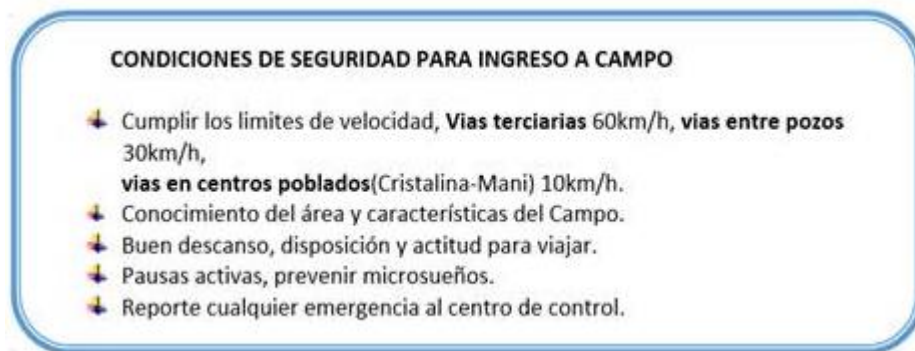 CONDICIONES DE SEGURIDAD PARA INGRESO A CAMPO
Cumplir los limites de velocidad, Vias terciarias 60km/h, vias entre pozos
30km/h,
vias en centros poblados(Cristalina-Mani) 10km/h.
Conocimiento del área y características del Campo.
Buen descanso, disposición y actitud para viajar.
Pausas activas, prevenir microsueños.
Reporte cualquier emergencia al centro de control.